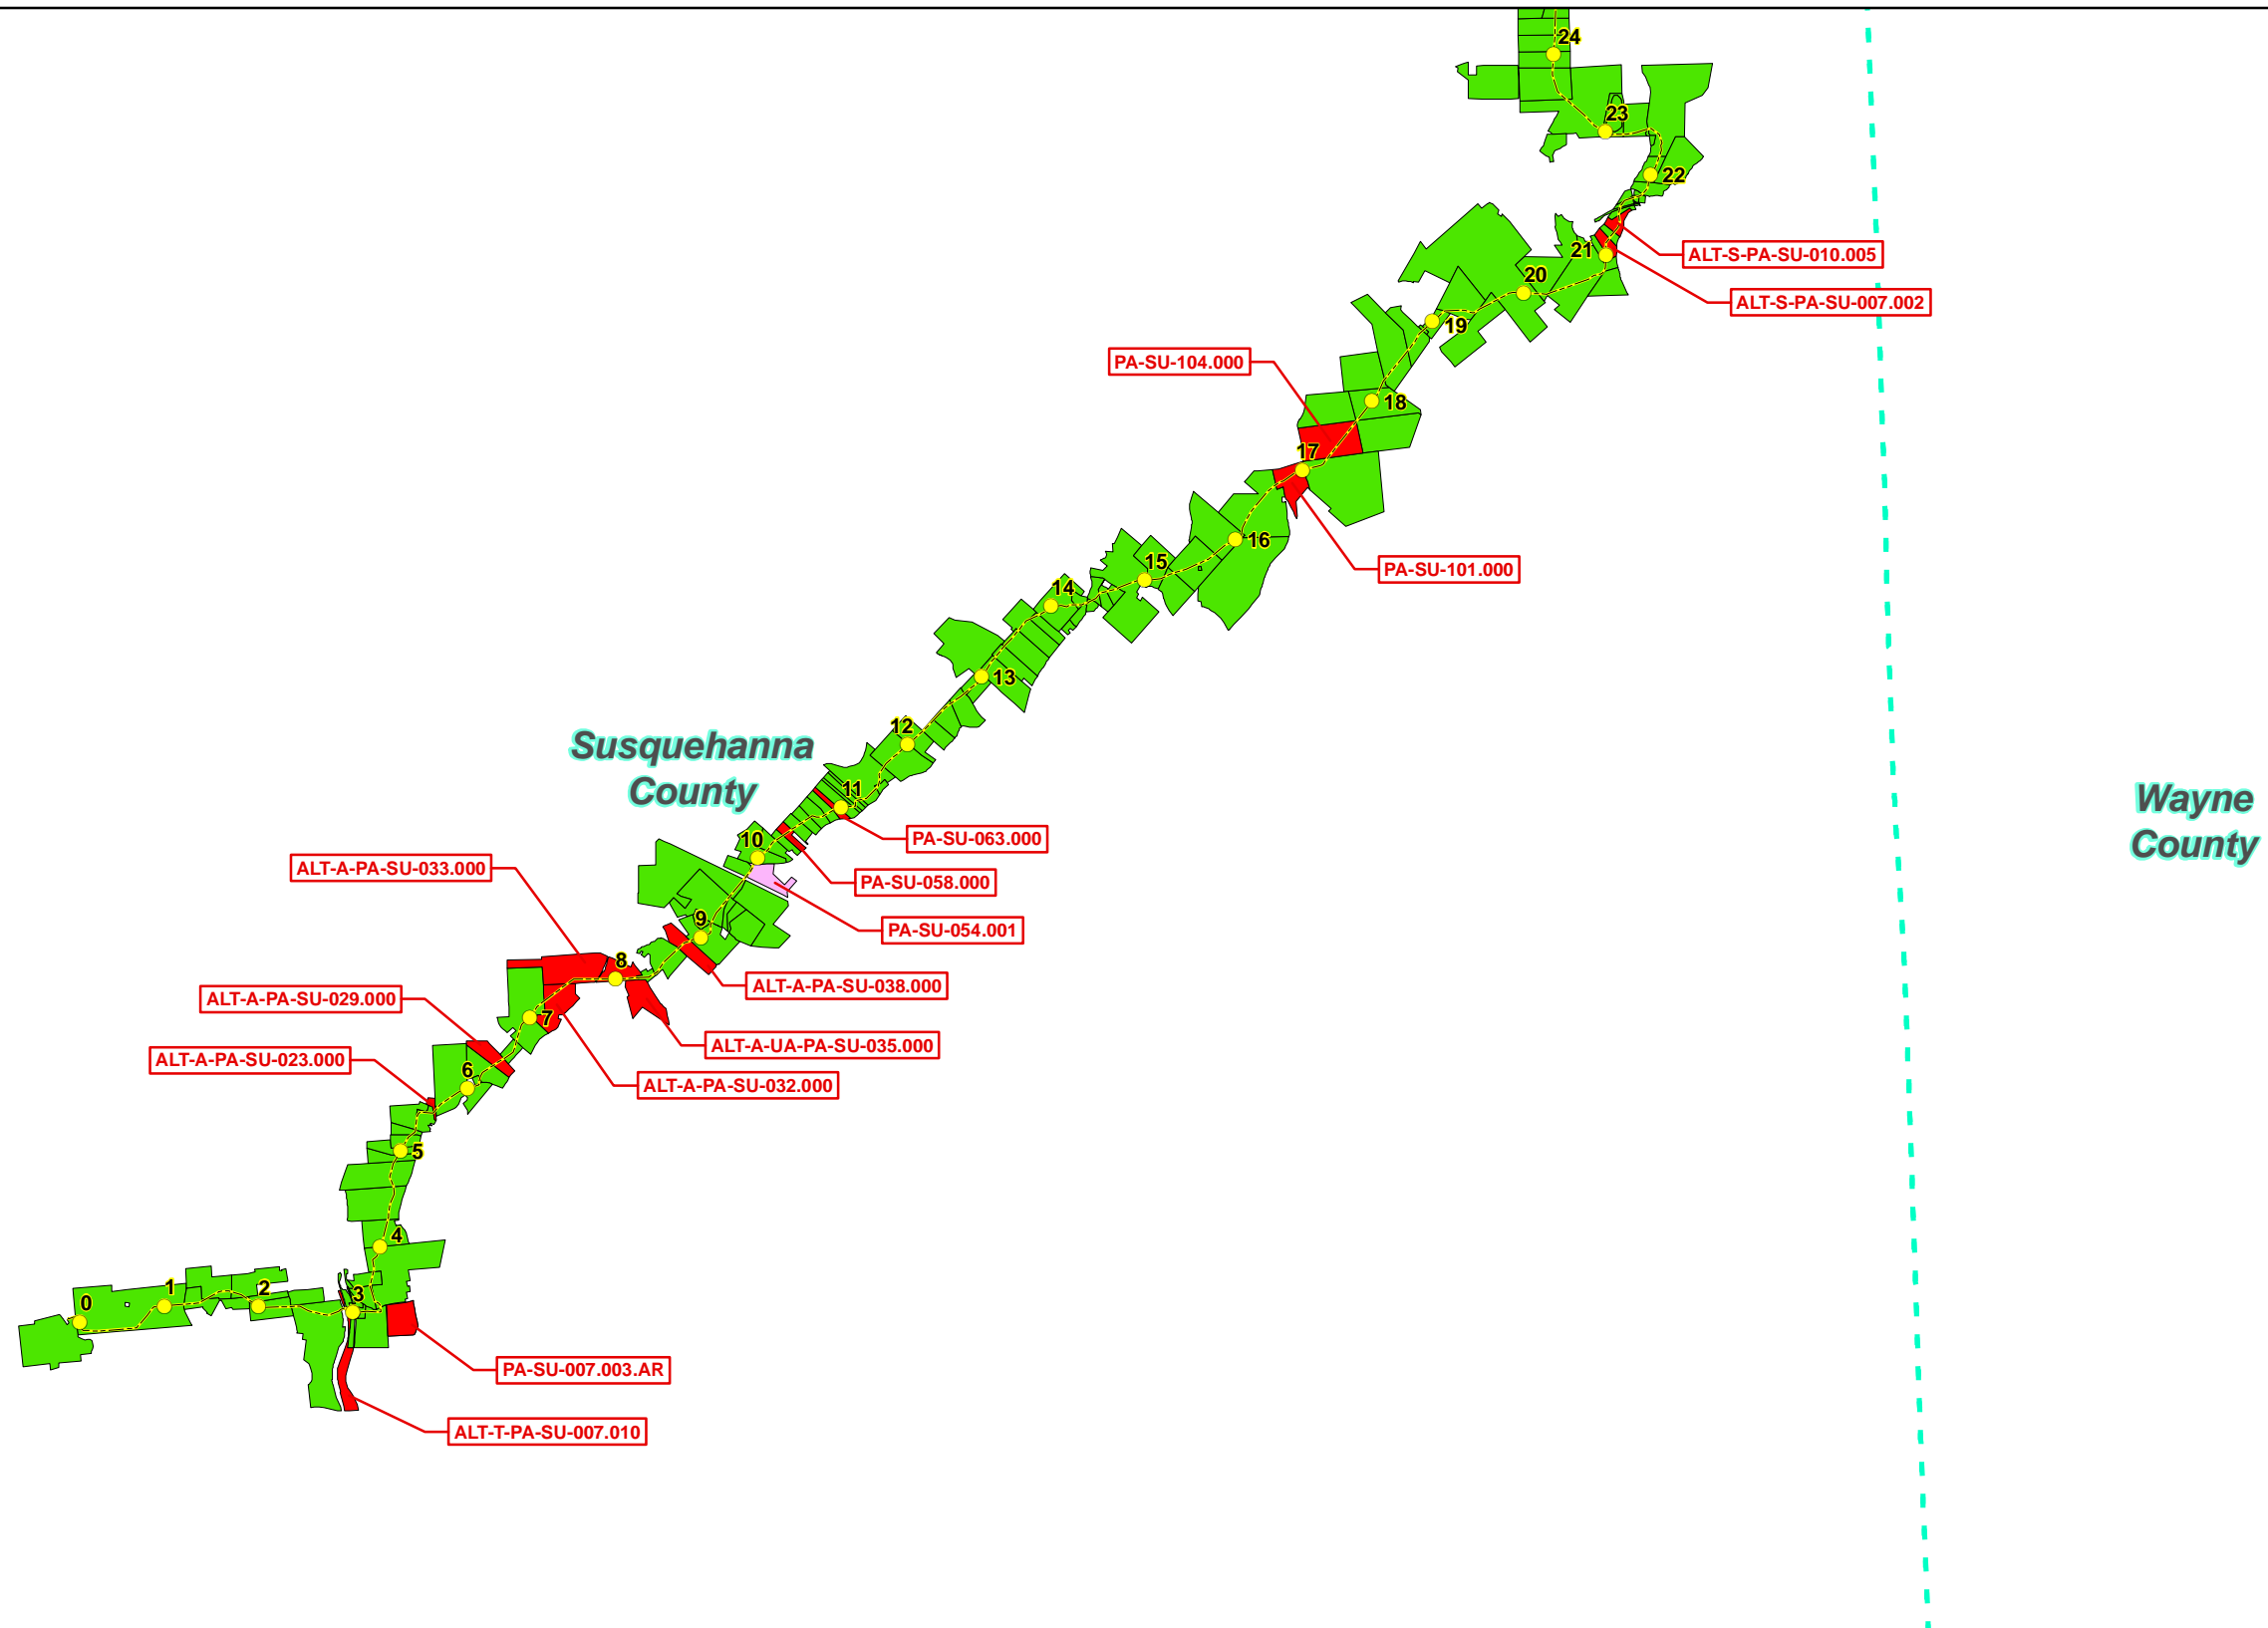 24
23
22
21
ALT-S-PA-SU-010.005
20
ALT-S-PA-SU-007.002
19
PA-SU-104.000
18
17
16
PA-SU-101.000
15
14
13
12
Susquehanna
County
Wayne
County
11
10
PA-SU-063.000
ALT-A-PA-SU-033.000
PA-SU-058.000
9
PA-SU-054.001
8
ALT-A-PA-SU-038.000
ALT-A-PA-SU-029.000
7
ALT-A-UA-PA-SU-035.000
ALT-A-PA-SU-023.000
6
ALT-A-PA-SU-032.000
5
4
0
1
2
3
PA-SU-007.003.AR
ALT-T-PA-SU-007.010